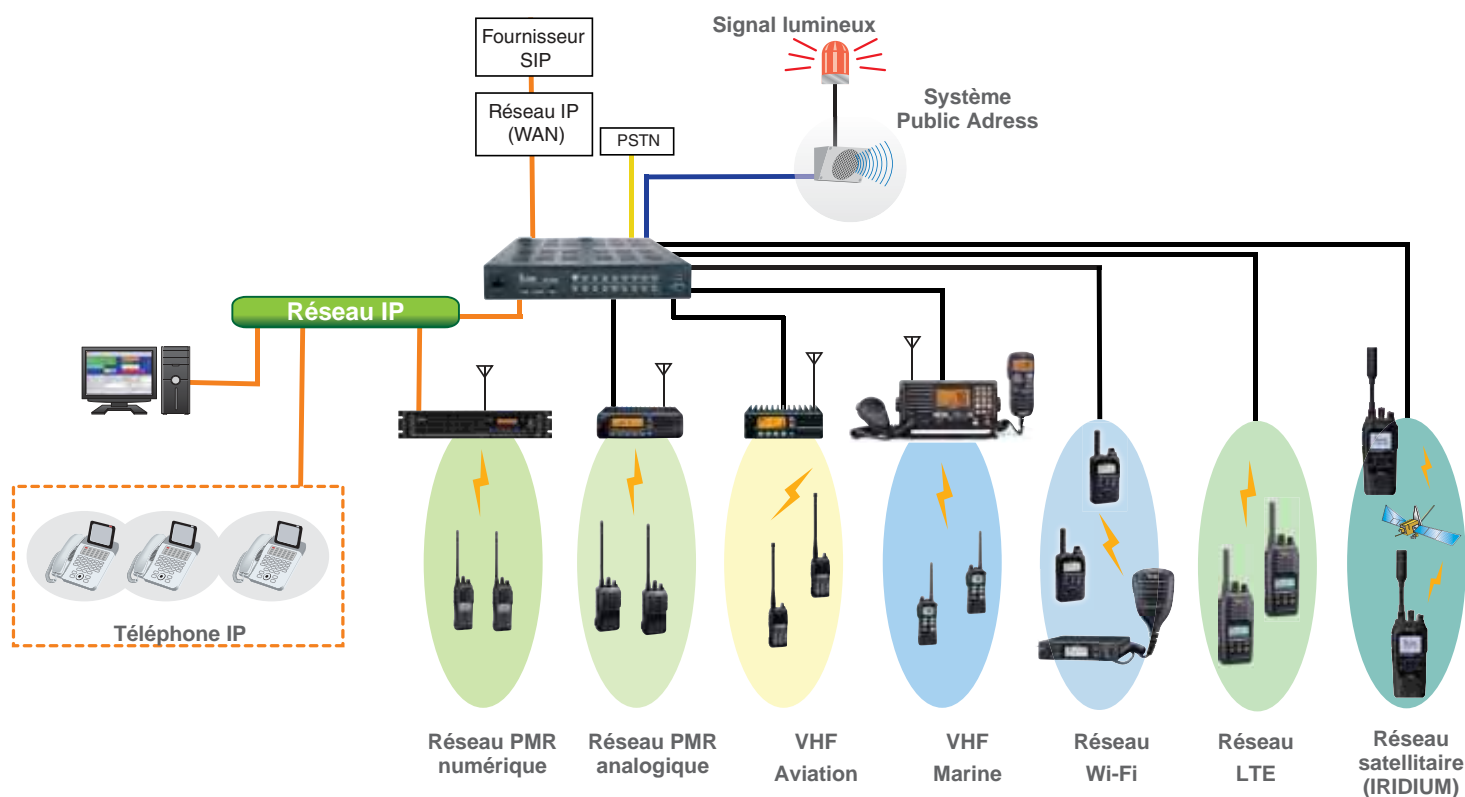 Fournisseur
SIP
Réseau IP
(WAN)
PSTN
Signal lumineux
Système
Public Adress
Réseau IP
Téléphone IP
Réseau PMR
numérique
Réseau PMR
analogique
VHF
Aviation
VHF
Marine
Réseau
Wi-Fi
Réseau
LTE
Réseau
satellitaire
(IRIDIUM)